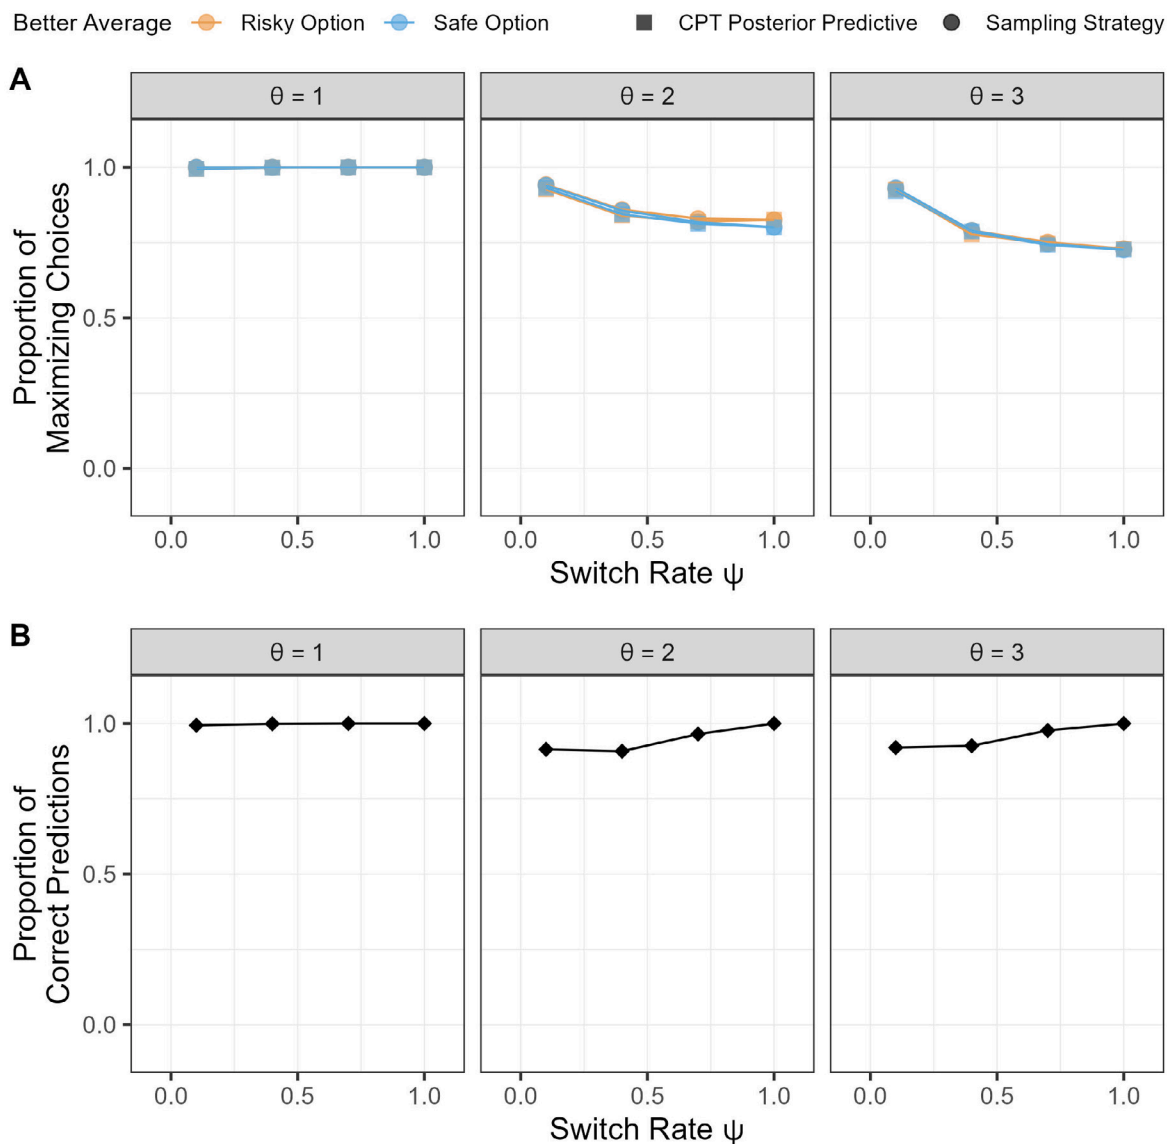 Better Average Risky Option Safe Option CPT Posterior Predictive Sampling Strategy
A
θ = 1 θ = 2 θ = 3
Proportion of
Maximizing Choices
1.0
0.5
0.0
0.0 0.5 1.0 0.0 0.5 1.0 0.0 0.5 1.0
Switch Rate ψ
B
θ = 1 θ = 2 θ = 3
Proportion of
Correct Predictions
1.0
0.5
0.0
0.0 0.5 1.0 0.0 0.5 1.0 0.0 0.5 1.0
Switch Rate ψ